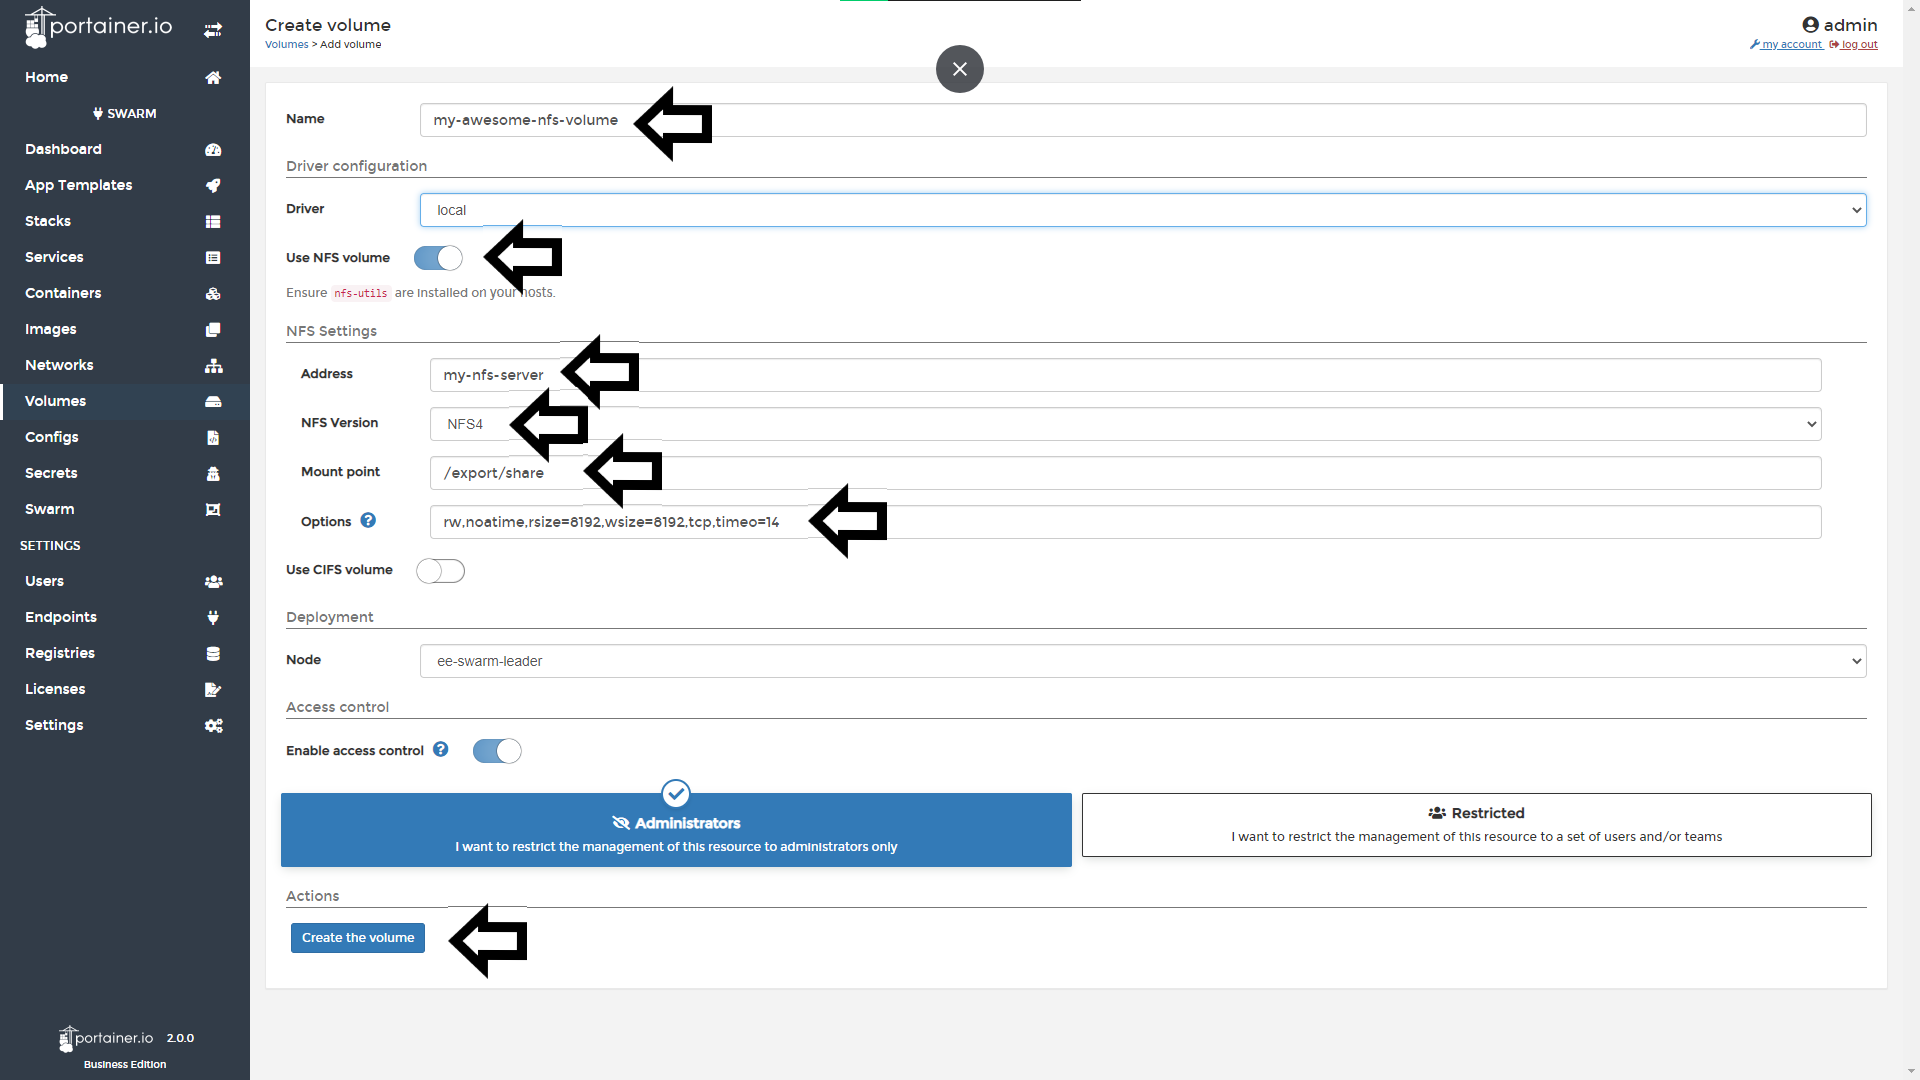 portainer.io
Home
SWARM
Dashboard
App Templates
Stacks
Services
Containers
Images
Networks
Volumes
Configs
Secrets
Swarm
SETTINGS
Users
Endpoints
Registries
Licenses
Settings
portainer.io 2.0.0
Business Edition
Create volume
Volumes > Add volume
admin
my account log out
Name my-awesome-nfs-volume
Driver configuration
Driver local
Use NFS volume
Ensure nfs-utils are installed on your hosts.
NFS Settings
Address my-nfs-server
NFS Version NFS4
Mount point /export/share
Options rw,noatime,rsize=8192,wsize=8192,tcp,timeo=14
Use CIFS volume
Deployment
Node ee-swarm-leader
Access control
Enable access control
Administrators
I want to restrict the management of this resource to administrators only
Restricted
I want to restrict the management of this resource to a set of users and/or teams
Actions
Create the volume